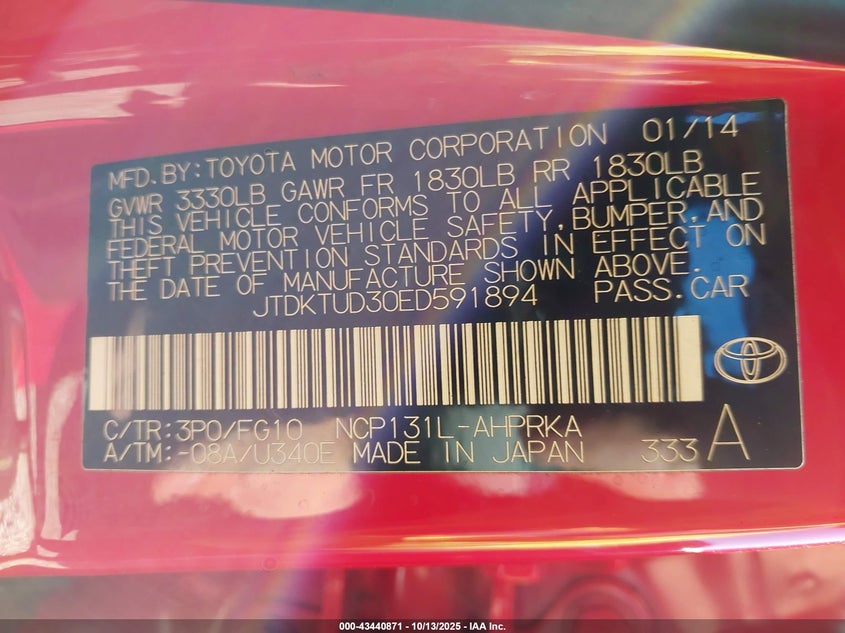 MFD.BY:TOYOTA MOTOR CORPORATION 01/14
GVWR 3330LB GAWR FR 1830LB RR 1830LB
THIS VEHICLE CONFORMS TO ALL APPLICABLE
FEDERAL MOTOR VEHICLE SAFETY,BUMPER,AND
THEFT PREVENTION STANDARDS IN EFFECT ON
THE DATE OF MANUFACTURE SHOWN ABOVE.
JTDKTUD30ED591894 PASS.CAR
C/TR:3P0/FG10 NCP131L-AHPRKA
A/TM:-08A/U340E MADE IN JAPAN 333 A
000-43440871 - 10/13/2025 - IAA Inc.